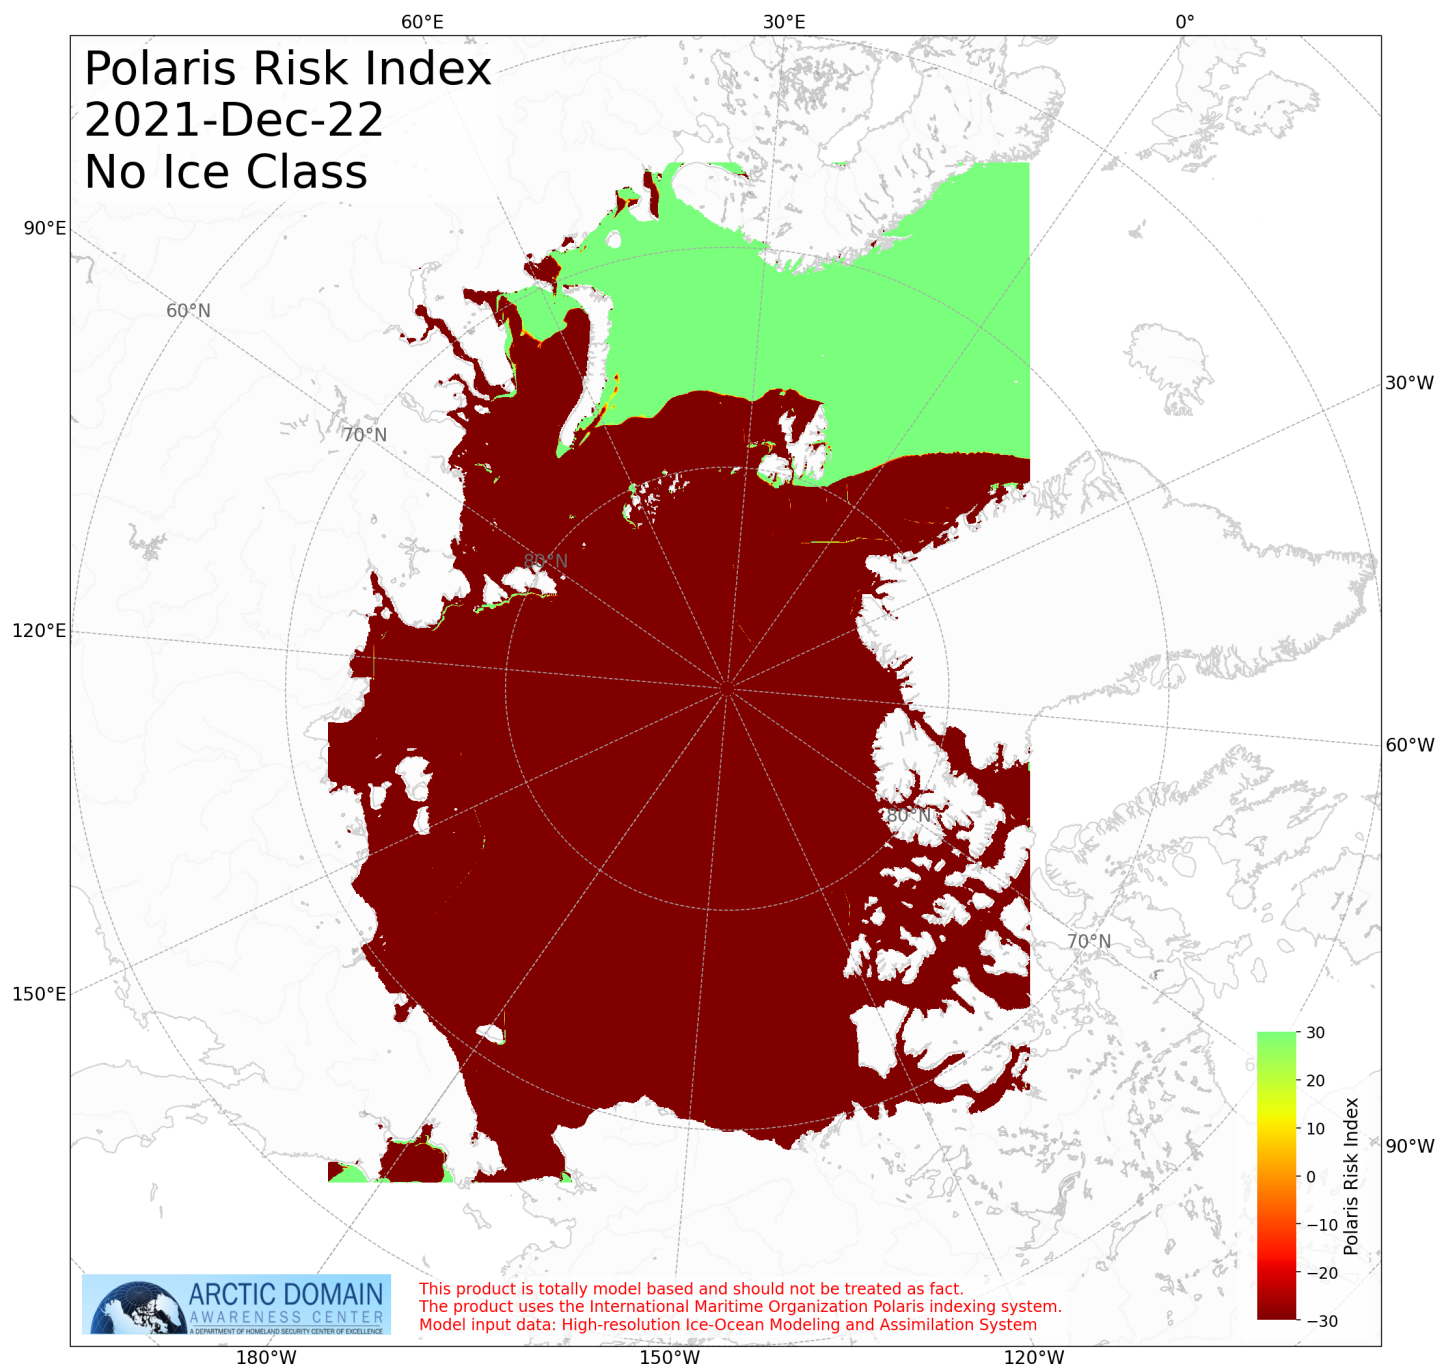 60°E
30°E
0°
Polaris Risk Index
2021-Dec-22
No Ice Class
90°E
60°N
30°W
70°N
80°N
120°E
60°W
80°N
70°N
150°E
30
20
10
0
−10
−20
−30
Polaris Risk Index
90°W
ARCTIC DOMAIN
AWARENESS CENTER
A DEPARTMENT OF HOMELAND SECURITY CENTER OF EXCELLENCE
This product is totally model based and should not be treated as fact.
The product uses the International Maritime Organization Polaris indexing system.
Model input data: High-resolution Ice-Ocean Modeling and Assimilation System
180°W
150°W
120°W